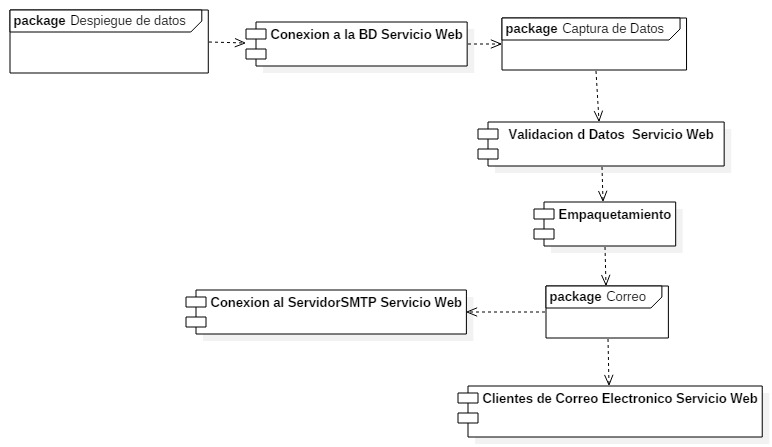 package Despiegue de datos
Conexion a la BD Servicio Web
package Captura de Datos
Validacion d Datos Servicio Web
Empaquetamiento
package Correo
Conexion al ServidorSMTP Servicio Web
Clientes de Correo Electronico Servicio Web